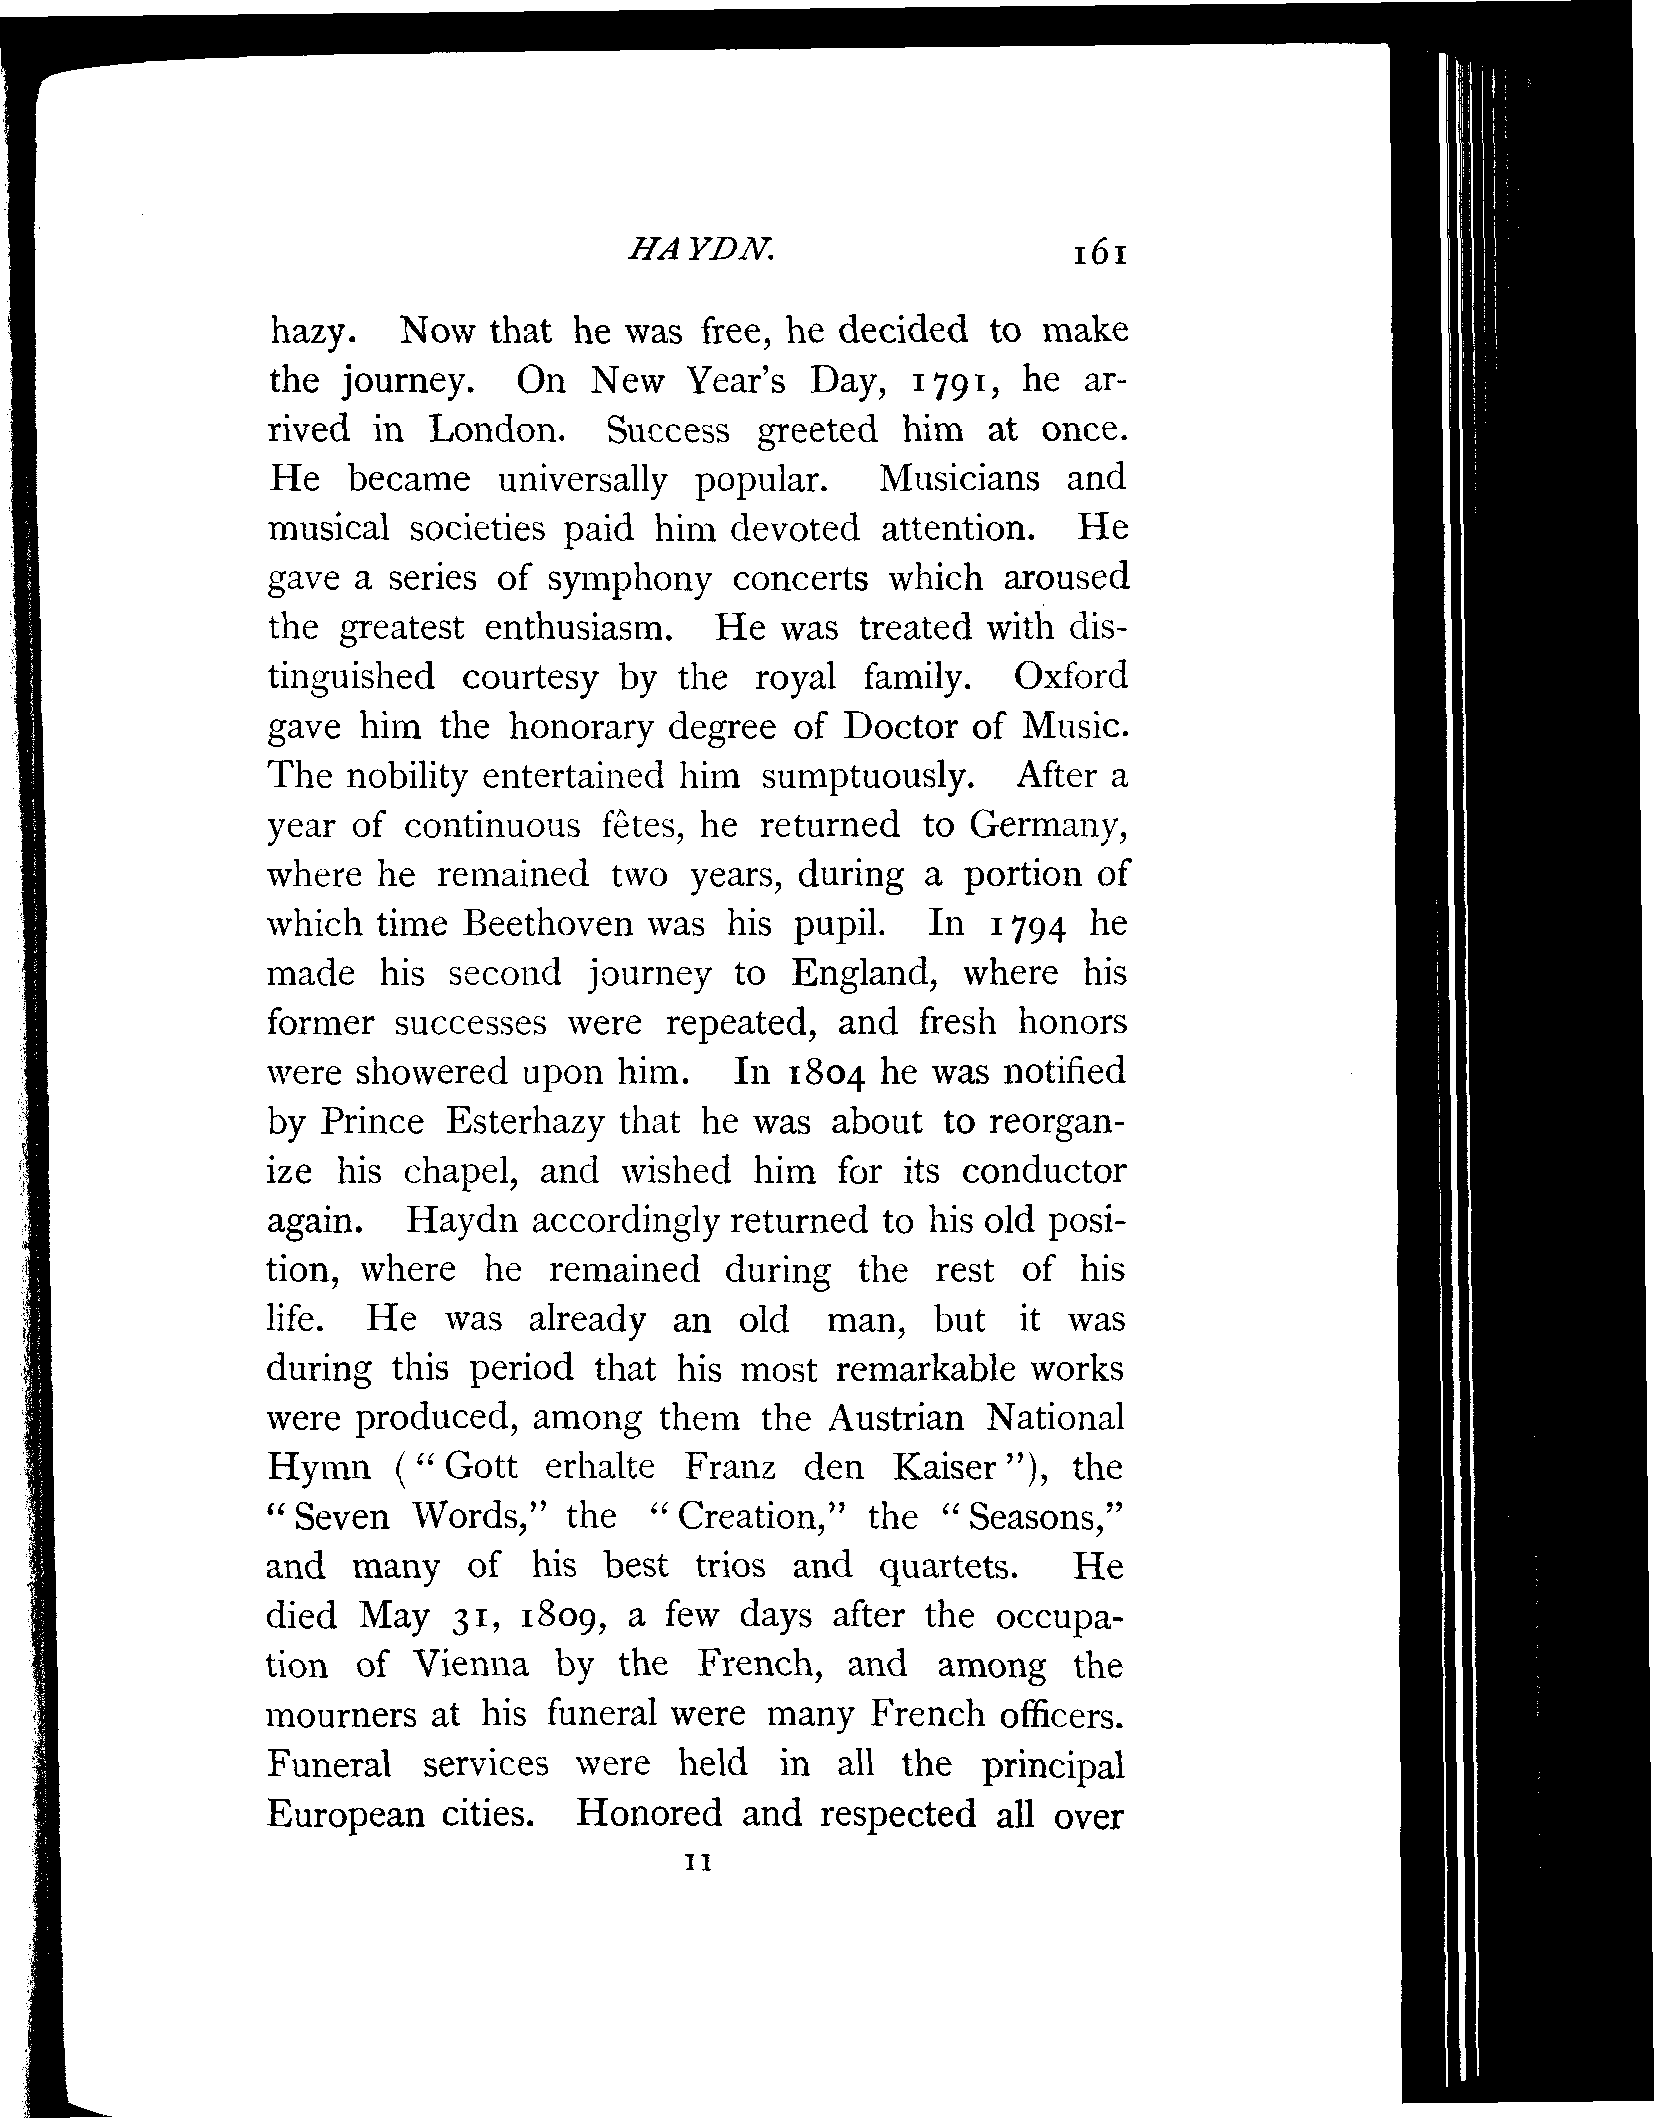 HAYDN. 161
hazy. Now that he was free, he decided to make
the journey. On New Year's Day, 1791, he ar-
rived in London. Success greeted him at once.
He became universally popular. Musicians and
musical societies paid him devoted attention. He
gave a series of symphony concerts which aroused
the greatest enthusiasm. He was treated with dis-
tinguished courtesy by the royal family. Oxford
gave him the honorary degree of Doctor of Music.
The nobility entertained him sumptuously. After a
year of continuous fêtes, he returned to Germany,
where he remained two years, during a portion of
which time Beethoven was his pupil. In 1794 he
made his second journey to England, where his
former successes were repeated, and fresh honors
were showered upon him. In 1804 he was notified
by Prince Esterhazy that he was about to reorgan-
ize his chapel, and wished him for its conductor
again. Haydn accordingly returned to his old posi-
tion, where he remained during the rest of his
life. He was already an old man, but it was
during this period that his most remarkable works
were produced, among them the Austrian National
Hymn (“Gott erhalte Franz den Kaiser”), the
“Seven Words,” the “Creation,” the “Seasons,”
and many of his best trios and quartets. He
died May 31, 1809, a few days after the occupa-
tion of Vienna by the French, and among the
mourners at his funeral were many French officers.
Funeral services were held in all the principal
European cities. Honored and respected all over
11